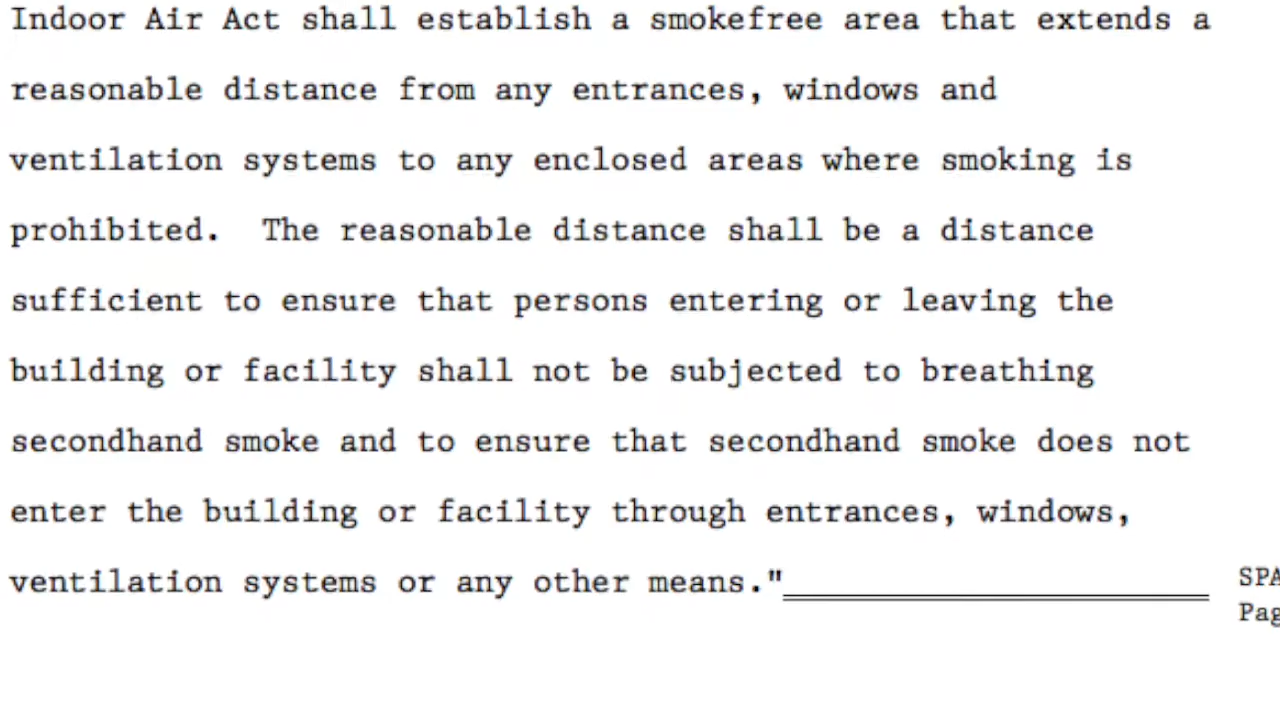 Indoor Air Act shall establish a smokefree area that extends a
reasonable distance from any entrances, windows and
ventilation systems to any enclosed areas where smoking is
prohibited.  The reasonable distance shall be a distance
sufficient to ensure that persons entering or leaving the
building or facility shall not be subjected to breathing
secondhand smoke and to ensure that secondhand smoke does not
enter the building or facility through entrances, windows,
ventilation systems or any other means."
SPA
Pag